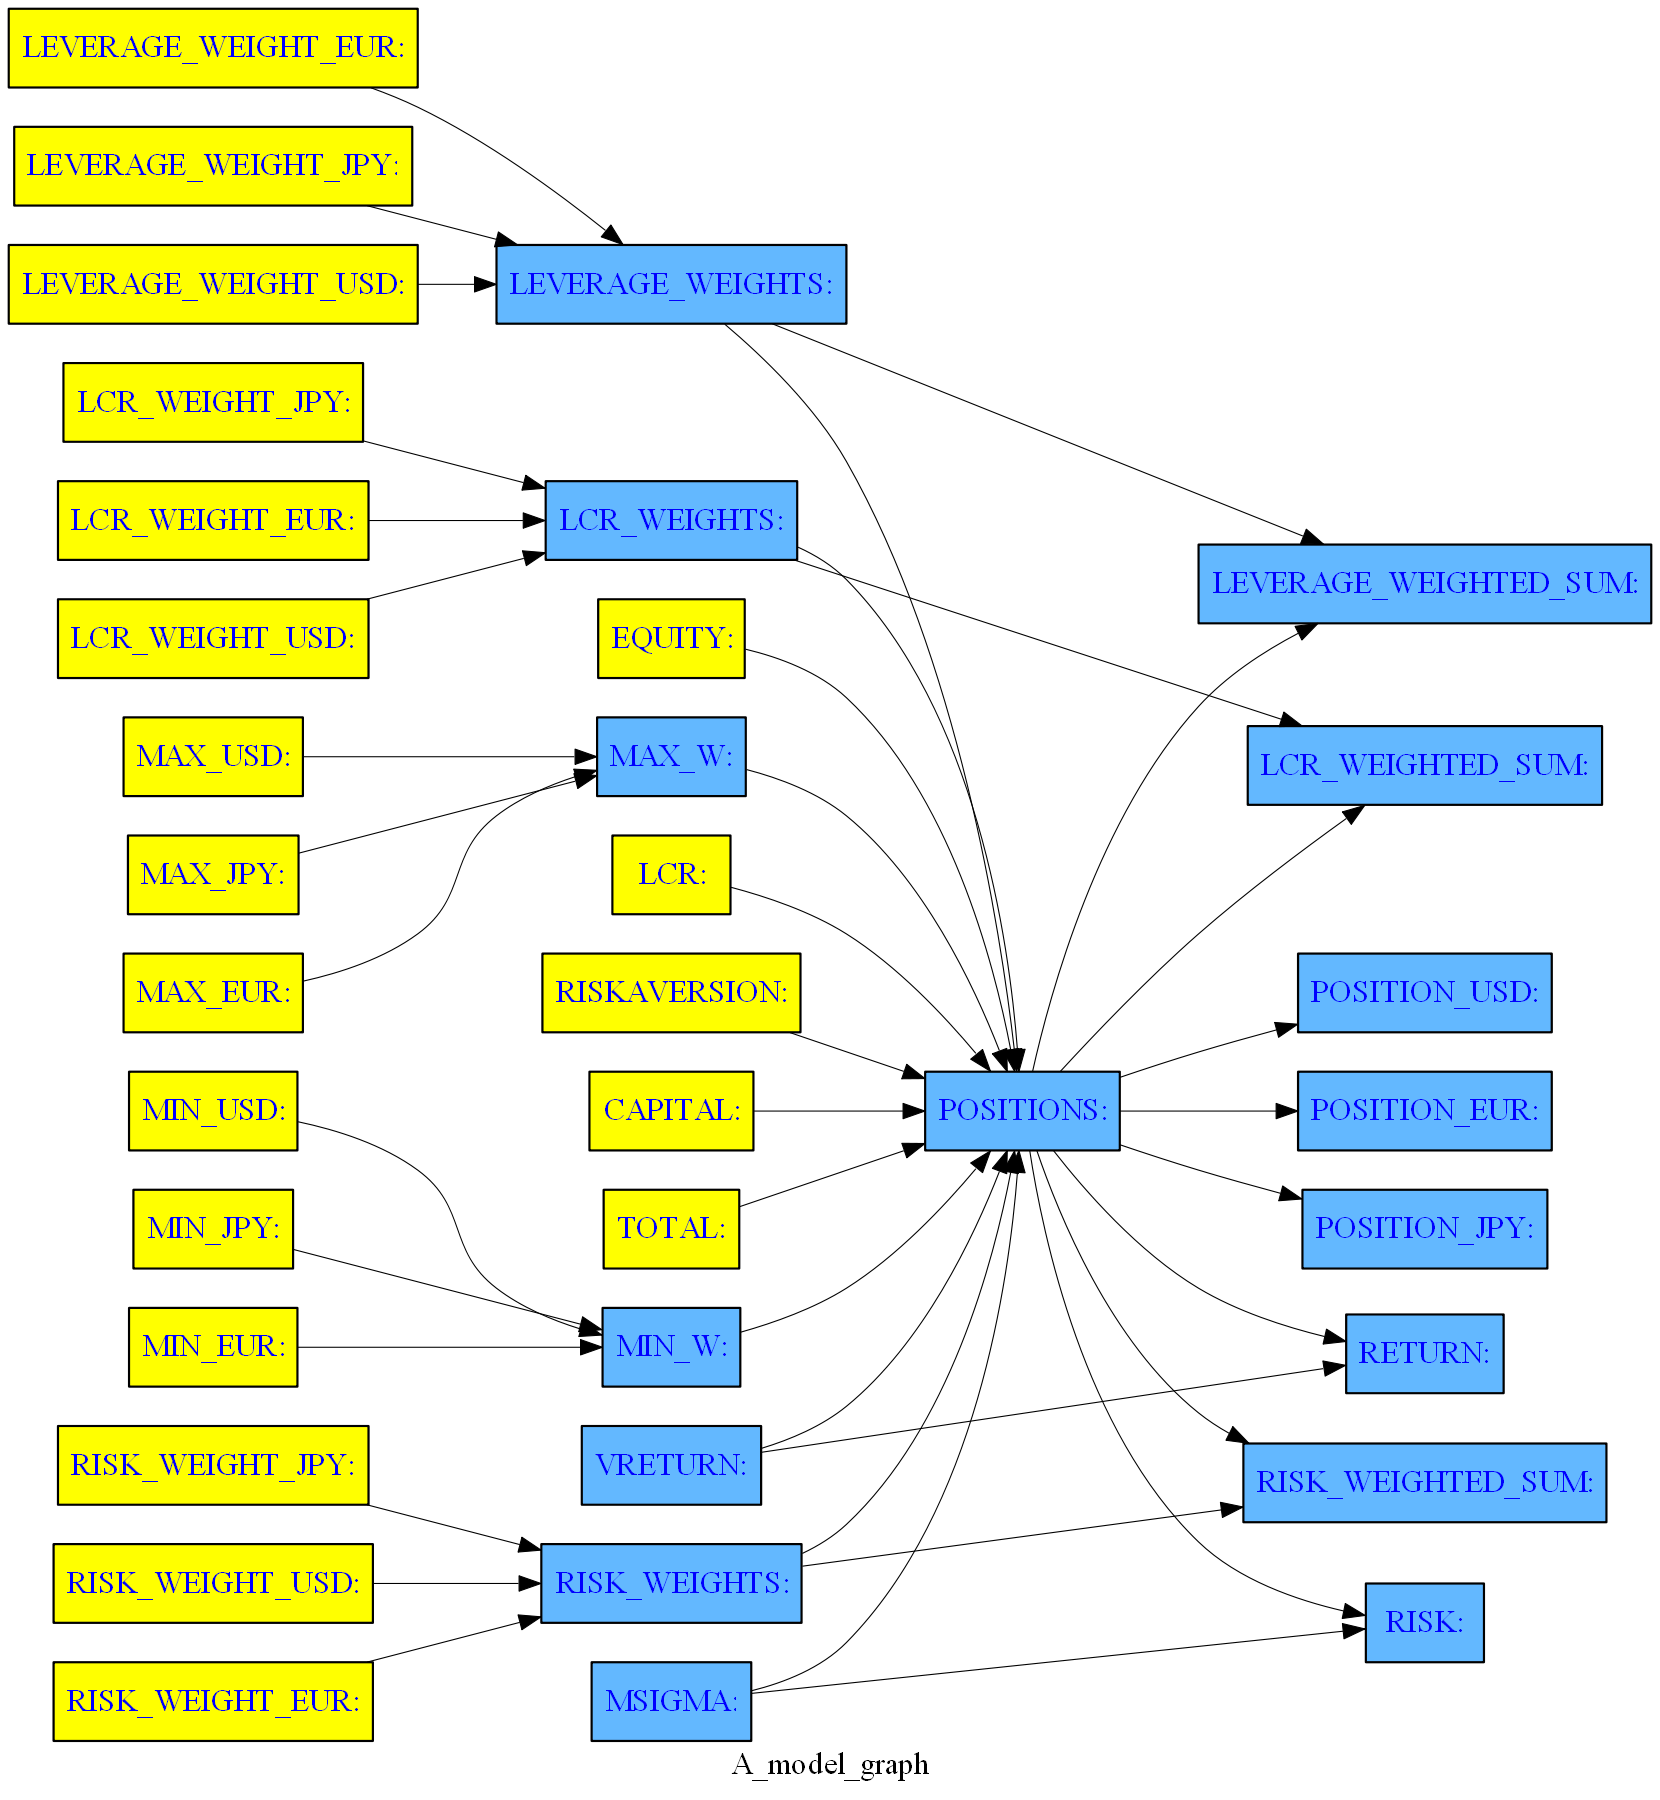 LEVERAGE_WEIGHT_EUR:
LEVERAGE_WEIGHT_JPY:
LEVERAGE_WEIGHT_USD:
LCR_WEIGHT_JPY:
LCR_WEIGHT_EUR:
LCR_WEIGHT_USD:
MAX_USD:
MAX_JPY:
MAX_EUR:
MIN_USD:
MIN_JPY:
MIN_EUR:
RISK_WEIGHT_JPY:
RISK_WEIGHT_USD:
RISK_WEIGHT_EUR:
LEVERAGE_WEIGHTS:
LCR_WEIGHTS:
EQUITY:
MAX_W:
LCR:
RISKAVERSION:
CAPITAL:
TOTAL:
MIN_W:
VRETURN:
RISK_WEIGHTS:
MSIGMA:
POSITIONS:
LEVERAGE_WEIGHTED_SUM:
LCR_WEIGHTED_SUM:
POSITION_USD:
POSITION_EUR:
POSITION_JPY:
RETURN:
RISK_WEIGHTED_SUM:
RISK:
A_model_graph